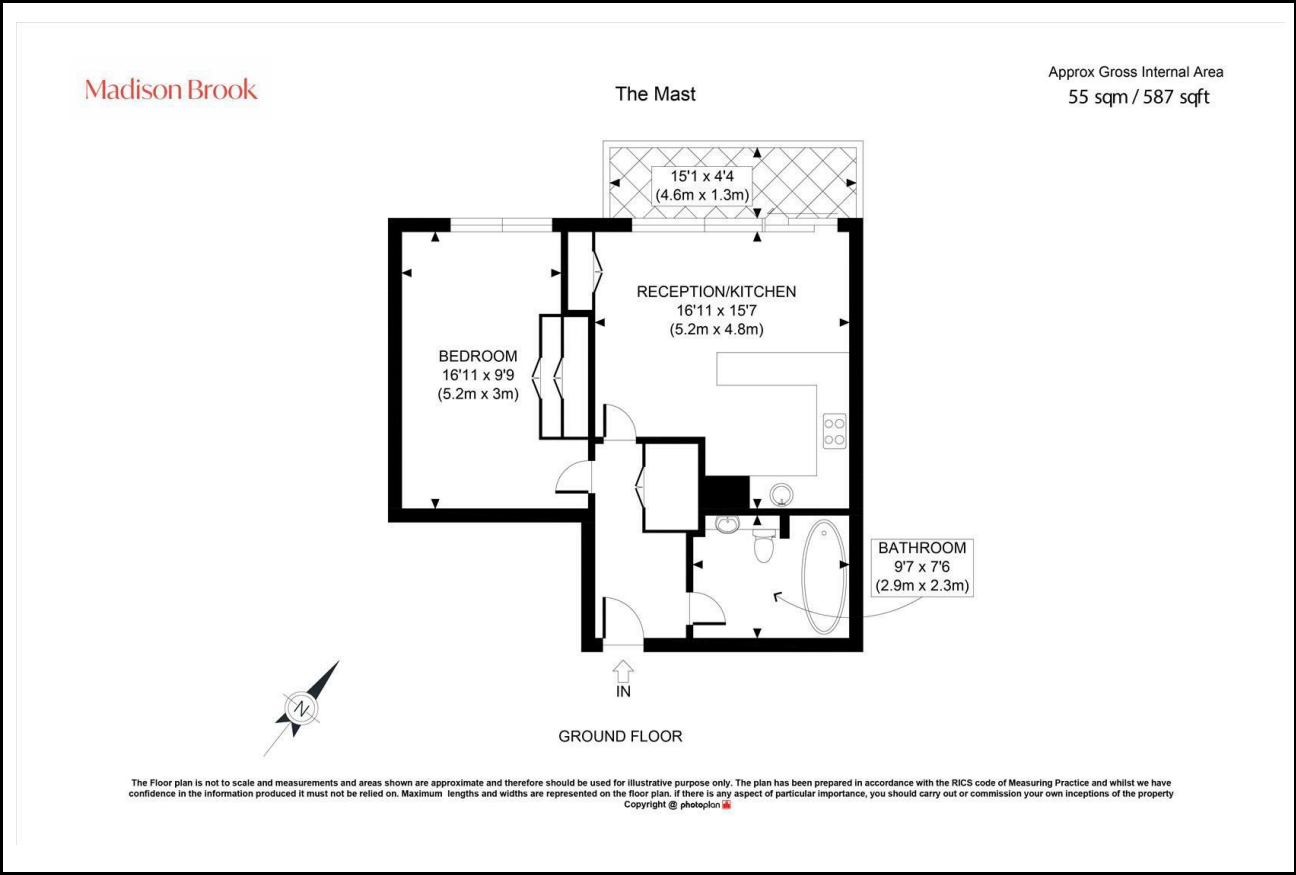 Madison Brook
The Mast
Approx Gross Internal Area
55 sqm / 587 sqft
15'1 x 4'4
(4.6m x 1.3m)
RECEPTION/KITCHEN
16'11 x 15'7
(5.2m x 4.8m)
BEDROOM
16'11 x 9'9
(5.2m x 3m)
BATHROOM
9'7 x 7'6
(2.9m x 2.3m)
IN
N
GROUND FLOOR
The Floor plan is not to scale and measurements and areas shown are approximate and therefore should be used for illustrative purpose only. The plan has been prepared in accordance with the RICS code of Measuring Practice and whilst we have
confidence in the information produced it must not be relied on. Maximum lengths and widths are represented on the floor plan. if there is any aspect of particular importance, you should carry out or commission your own inceptions of the property
Copyright @ photoplan